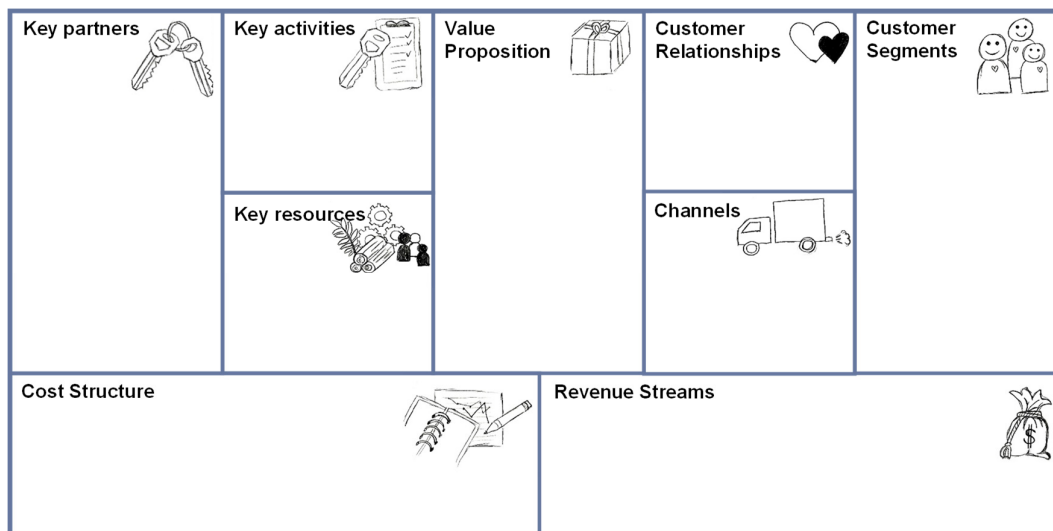 Key partners
Key activities
Value
Proposition
Customer
Relationships
Customer
Segments
Key resources
Channels
Cost Structure
Revenue Streams
$